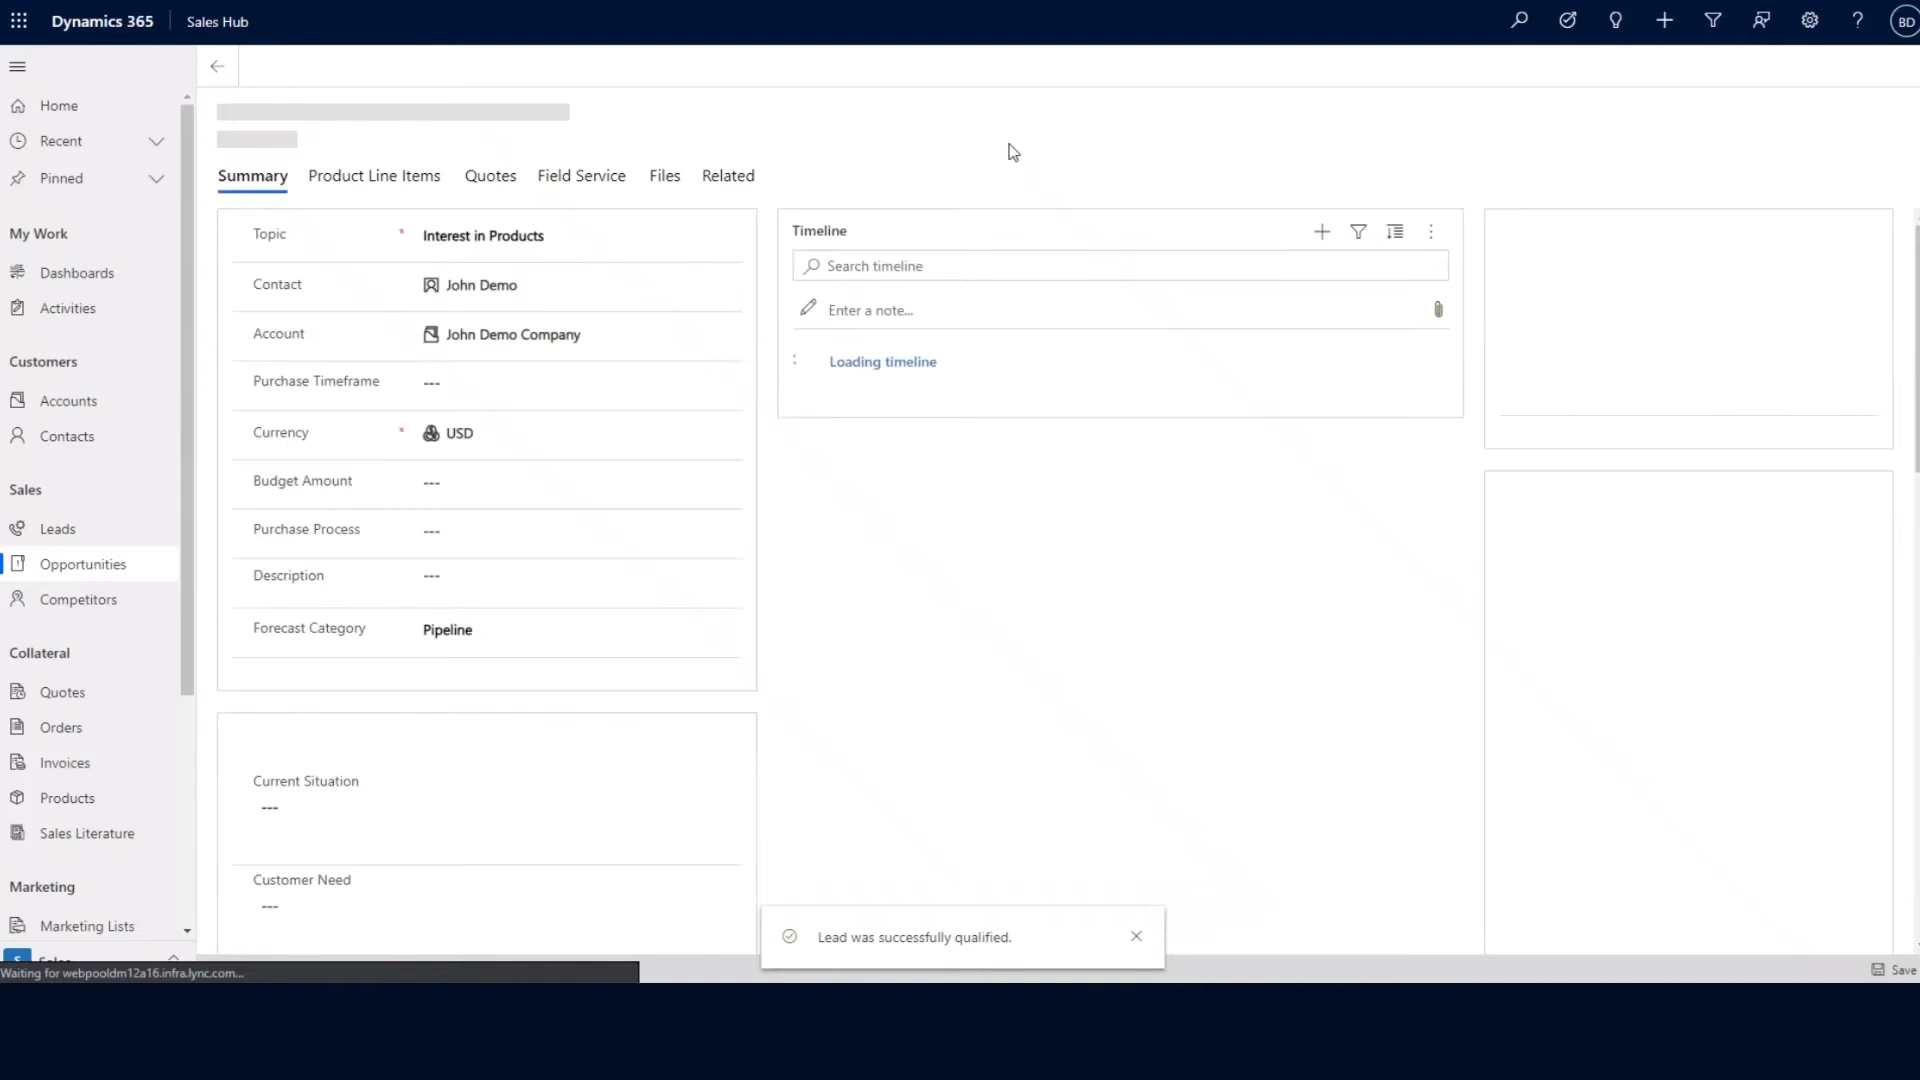 Dynamics 365
Sales Hub
BD
Home
Recent
Pinned
My Work
Dashboards
Activities
Customers
Accounts
Contacts
Sales
Leads
Opportunities
Competitors
Collateral
Quotes
Orders
Invoices
Products
Sales Literature
Marketing
Marketing Lists
S Sales
Waiting for webpooldm12a16.infra.lync.com...
Summary Product Line Items Quotes Field Service Files Related
Topic * Interest in Products
Contact John Demo
Account John Demo Company
Purchase Timeframe ---
Currency * USD
Budget Amount ---
Purchase Process ---
Description ---
Forecast Category Pipeline
Current Situation
---
Customer Need
---
Timeline
Search timeline
Enter a note...
Loading timeline
Lead was successfully qualified.
Save